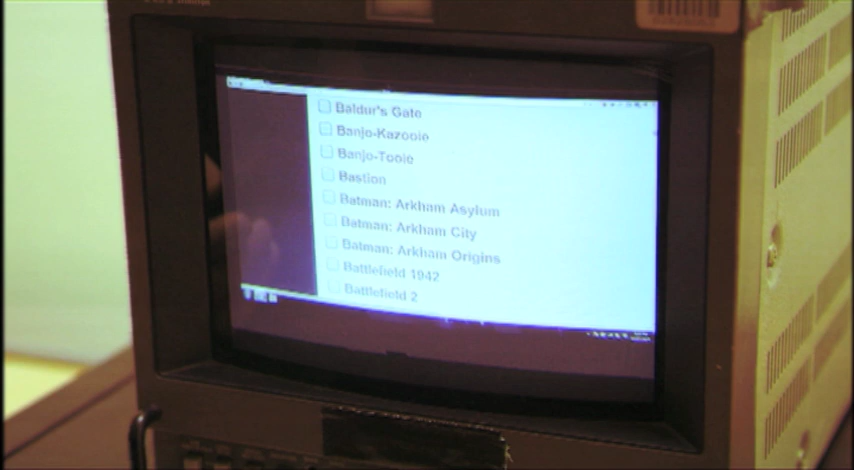 Baldur's Gate
Banjo-Kazooie
Banjo-Tooie
Bastion
Batman: Arkham Asylum
Batman: Arkham City
Batman: Arkham Origins
Battlefield 1942
Battlefield 2